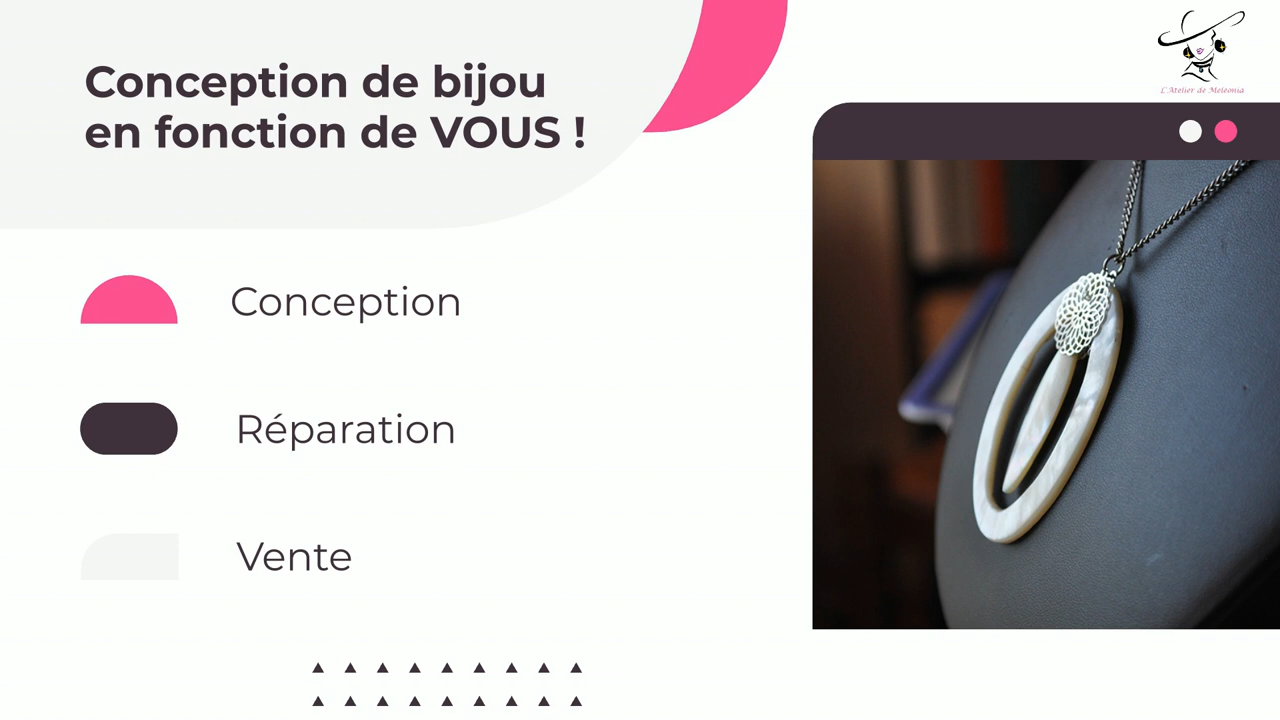 Conception de bijou
en fonction de VOUS !
L'Atelier de Meleonia
Conception
Réparation
Vente